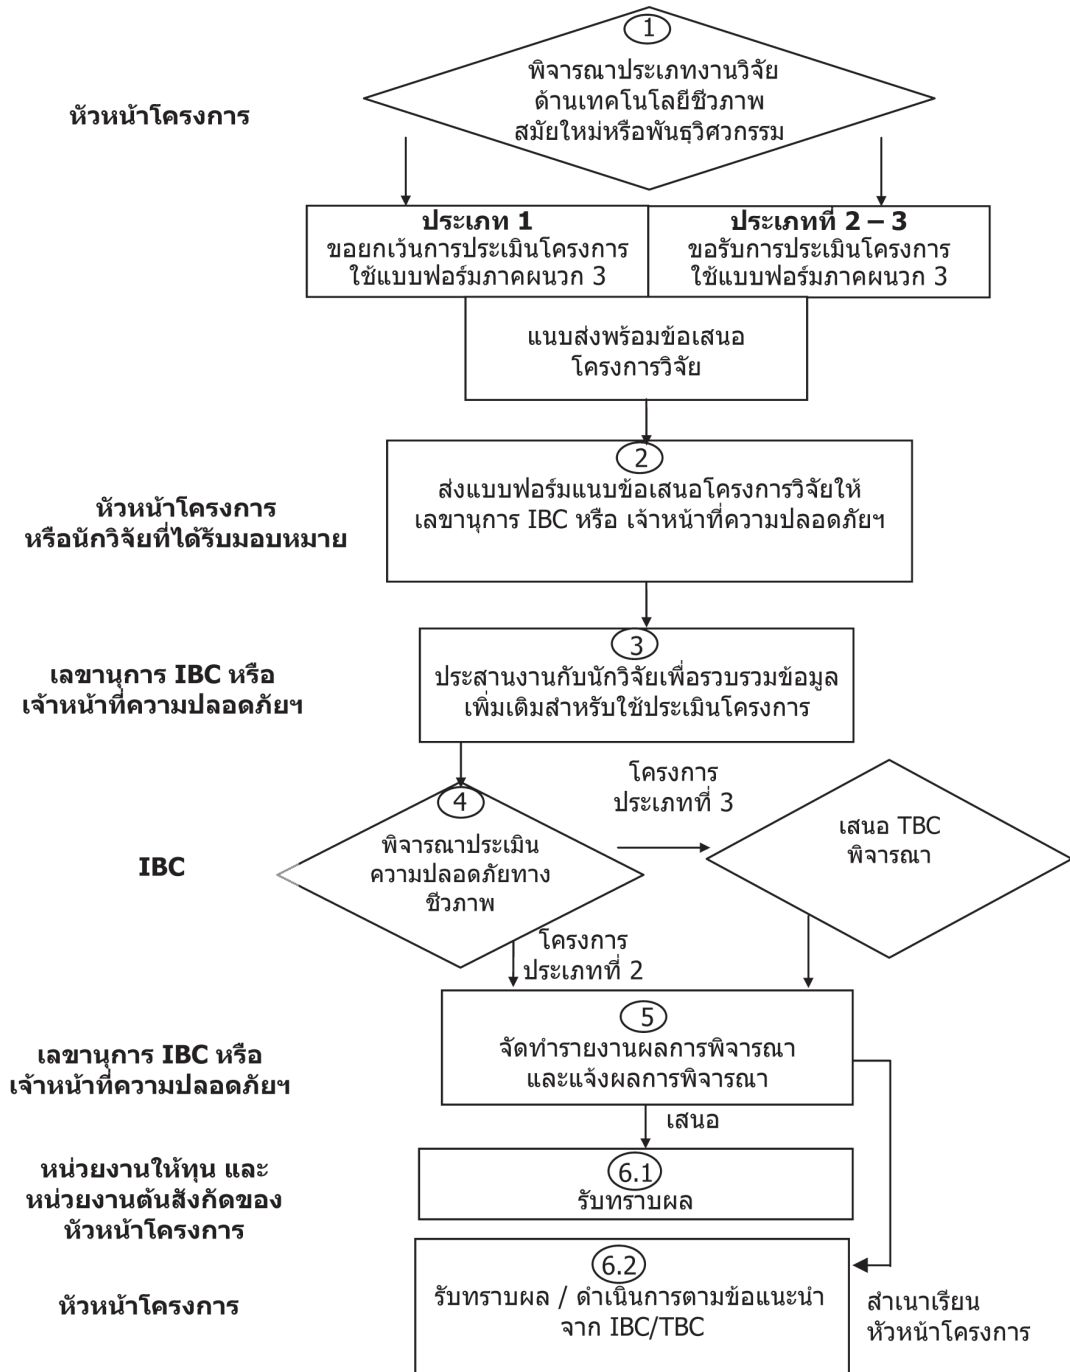 1
พิจารณาประเภทงานวิจัย
ด้านเทคโนโลยีชีวภาพ
สมัยใหม่หรือพันธุวิศวกรรม
หัวหน้าโครงการ
ประเภท 1
ขอยกเว้นการประเมินโครงการ
ใช้แบบฟอร์มภาคผนวก 3
ประเภทที่ 2 – 3
ขอรับการประเมินโครงการ
ใช้แบบฟอร์มภาคผนวก 3
แนบส่งพร้อมข้อเสนอ
โครงการวิจัย
2
ส่งแบบฟอร์มแนบข้อเสนอโครงการวิจัยให้
เลขานุการ IBC หรือ เจ้าหน้าที่ความปลอดภัยฯ
หัวหน้าโครงการ
หรือนักวิจัยที่ได้รับมอบหมาย
3
ประสานงานกับนักวิจัยเพื่อรวบรวมข้อมูล
เพิ่มเติมสำหรับใช้ประเมินโครงการ
เลขานุการ IBC หรือ
เจ้าหน้าที่ความปลอดภัยฯ
โครงการ
ประเภทที่ 3
4
พิจารณาประเมิน
ความปลอดภัยทาง
ชีวภาพ
เสนอ TBC
พิจารณา
IBC
โครงการ
ประเภทที่ 2
5
จัดทำรายงานผลการพิจารณา
และแจ้งผลการพิจารณา
เลขานุการ IBC หรือ
เจ้าหน้าที่ความปลอดภัยฯ
เสนอ
หน่วยงานให้ทุน และ
หน่วยงานต้นสังกัดของ
หัวหน้าโครงการ
6.1
รับทราบผล
6.2
รับทราบผล / ดำเนินการตามข้อแนะนำ
จาก IBC/TBC
หัวหน้าโครงการ
สำเนาเรียน
หัวหน้าโครงการ